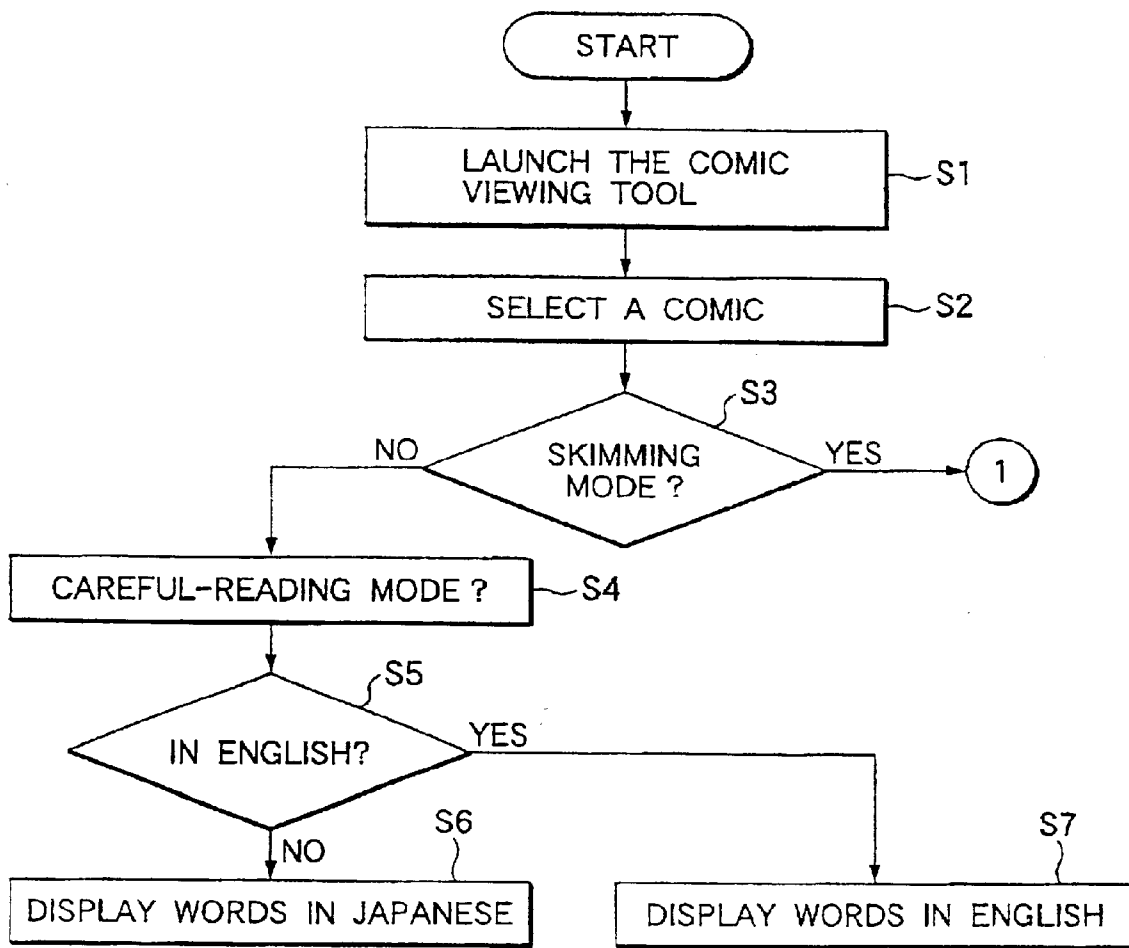 START
LAUNCH THE COMIC
VIEWING TOOL
S1
SELECT A COMIC
S2
S3
SKIMMING
MODE?
NO
YES
1
CAREFUL-READING MODE?
S4
S5
IN ENGLISH?
YES
NO
S6
S7
DISPLAY WORDS IN JAPANESE
DISPLAY WORDS IN ENGLISH